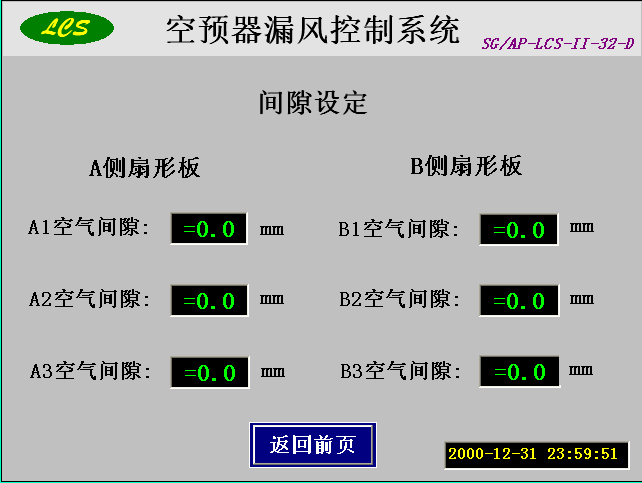 LCS
空预器漏风控制系统
SG/AP-LCS-II-32-D
间隙设定
A侧扇形板
B侧扇形板
A1空气间隙: =0.0 mm
B1空气间隙: =0.0 mm
A2空气间隙: =0.0 mm
B2空气间隙: =0.0 mm
A3空气间隙: =0.0 mm
B3空气间隙: =0.0 mm
返回前页
2000-12-31 23:59:51